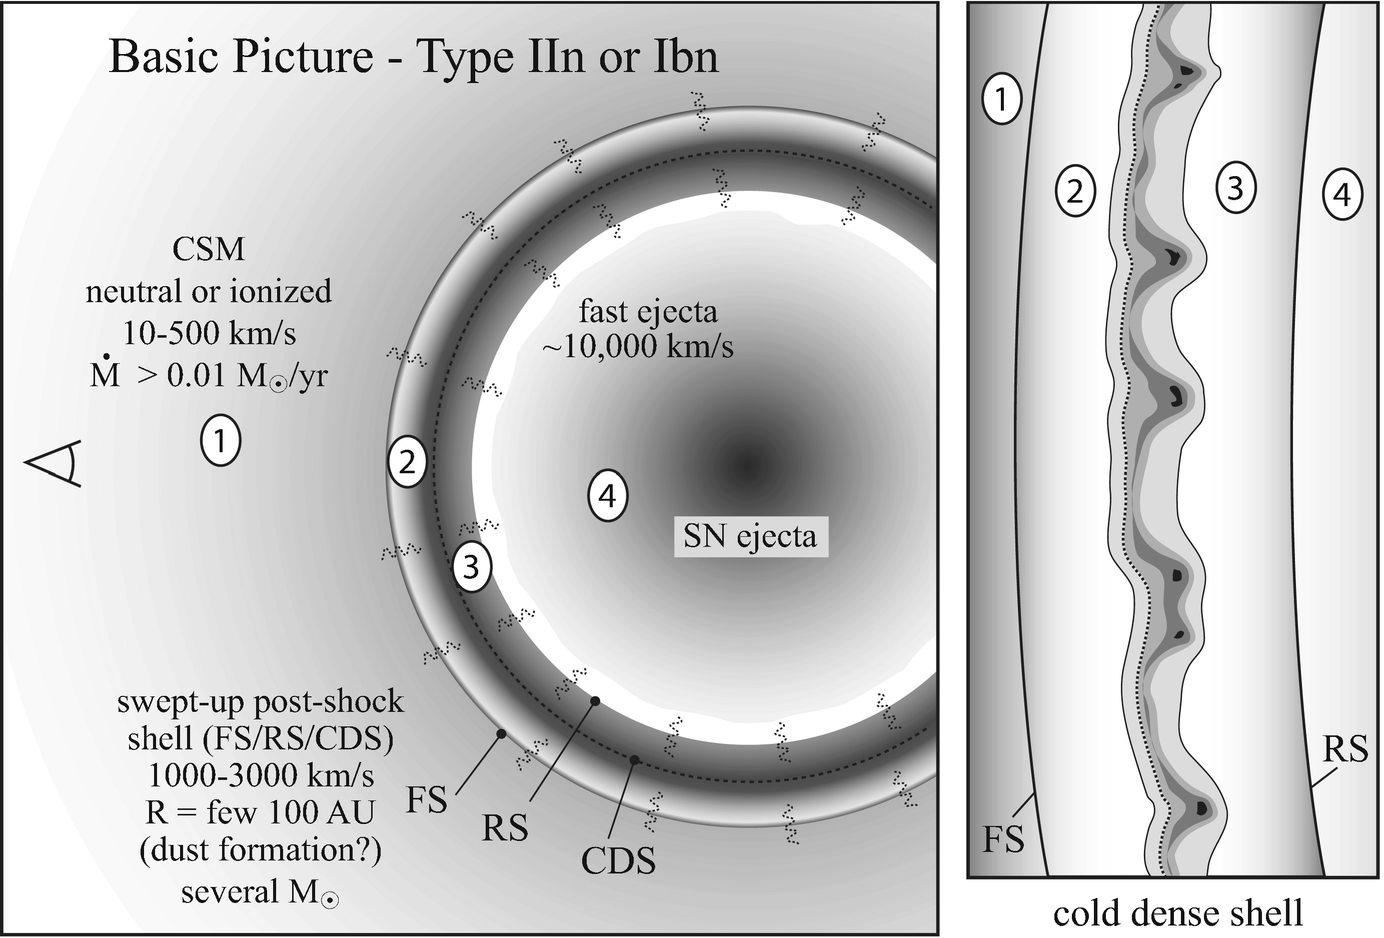 Basic Picture - Type IIn or Ibn
CSM
neutral or ionized
10-500 km/s
Ṁ > 0.01 M☉/yr
1
2
3
4
fast ejecta
~10,000 km/s
SN ejecta
swept-up post-shock
shell (FS/RS/CDS)
1000-3000 km/s
R = few 100 AU
(dust formation?)
several M☉
FS
RS
CDS
1
2
3
4
RS
FS
cold dense shell